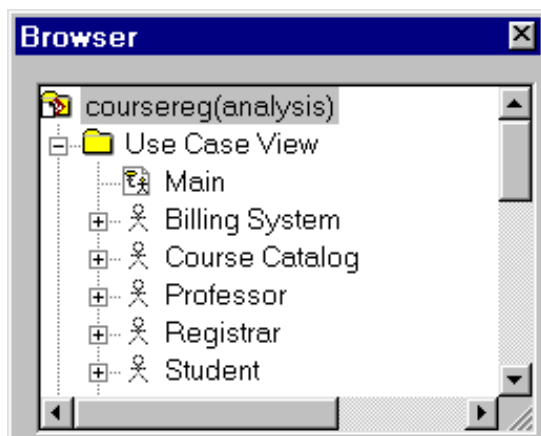 Browser
coursereg(analysis)
Use Case View
Main
Billing System
Course Catalog
Professor
Registrar
Student